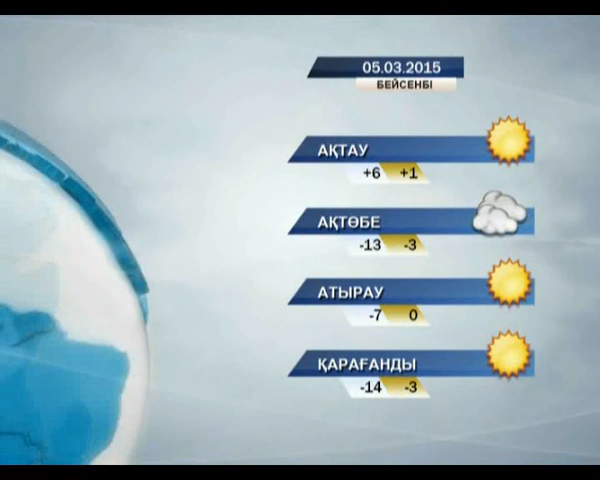 05.03.2015
БЕЙСЕНБІ
АҚТАУ
+6 +1
АҚТӨБЕ
-13 -3
АТЫРАУ
-7 0
ҚАРАҒАНДЫ
-14 -3